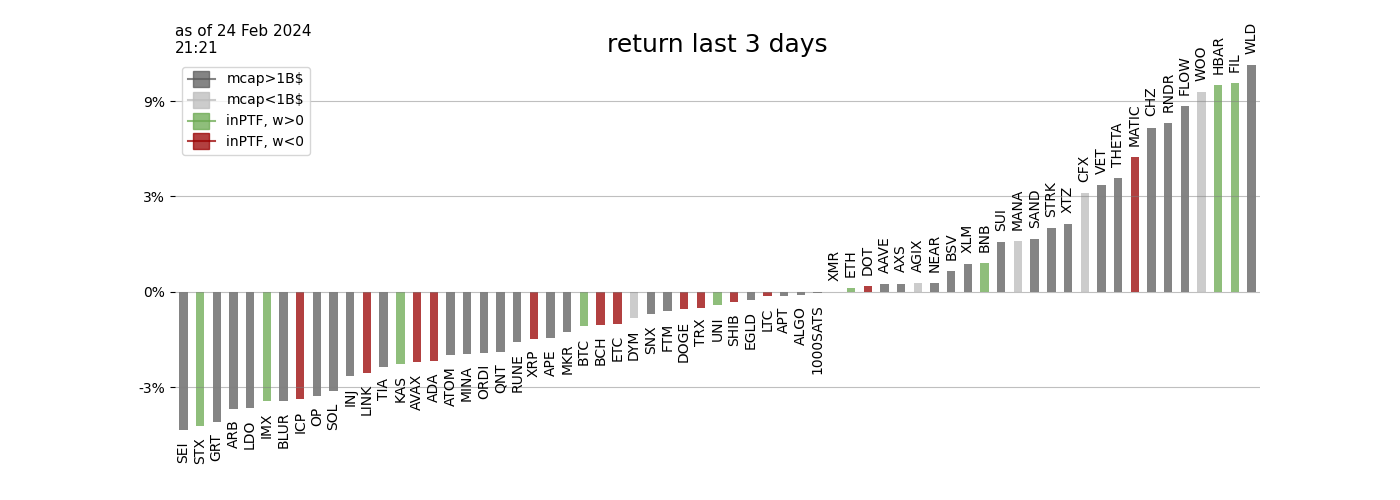 as of 24 Feb 2024
21:21
return last 3 days
mcap>1B$
mcap<1B$
inPTF, w>0
inPTF, w<0
9%
3%
0%
-3%
SEI
STX
GRT
ARB
LDO
IMX
BLUR
ICP
OP
SOL
INJ
LINK
TIA
KAS
AVAX
ADA
ATOM
MINA
ORDI
QNT
RUNE
XRP
APE
MKR
BTC
BCH
ETC
DYM
SNX
FTM
DOGE
TRX
UNI
SHIB
EGLD
LTC
APT
ALGO
1000SATS
XMR
ETH
DOT
AAVE
AXS
AGIX
NEAR
BSV
XLM
BNB
SUI
MANA
SAND
STRK
XTZ
CFX
VET
THETA
MATIC
CHZ
RNDR
FLOW
WOO
HBAR
FIL
WLD